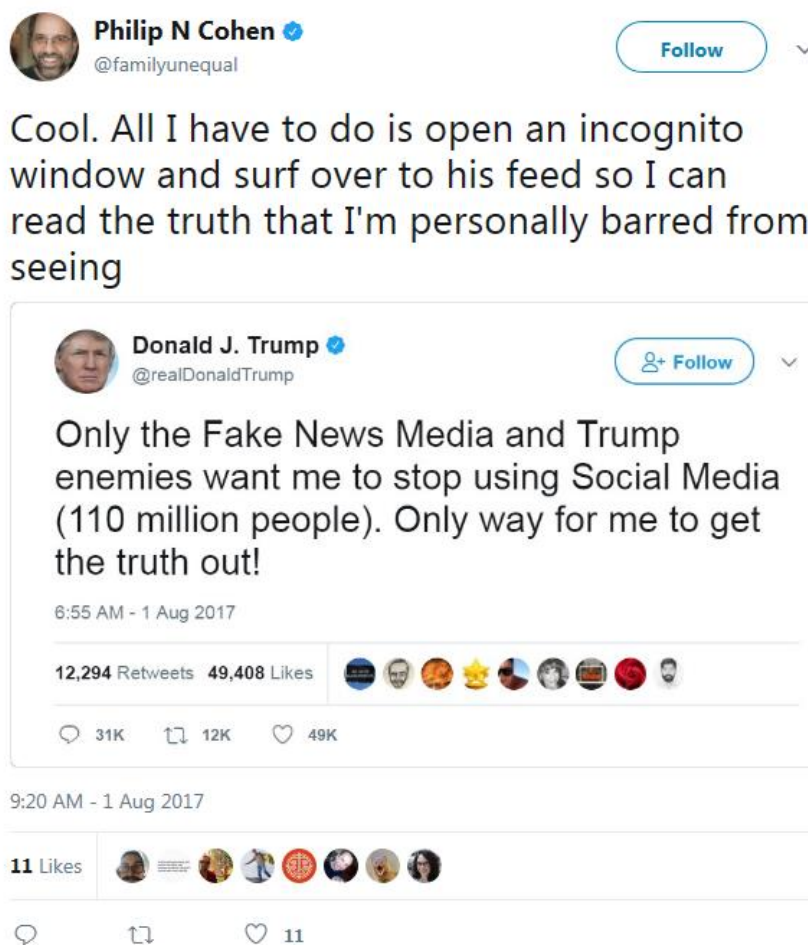 Philip N Cohen
@familyunequal
Follow
Cool. All I have to do is open an incognito
window and surf over to his feed so I can
read the truth that I'm personally barred from
seeing
Donald J. Trump
@realDonaldTrump
Follow
Only the Fake News Media and Trump
enemies want me to stop using Social Media
(110 million people). Only way for me to get
the truth out!
6:55 AM - 1 Aug 2017
12,294 Retweets 49,408 Likes
31K 12K 49K
9:20 AM - 1 Aug 2017
11 Likes
11